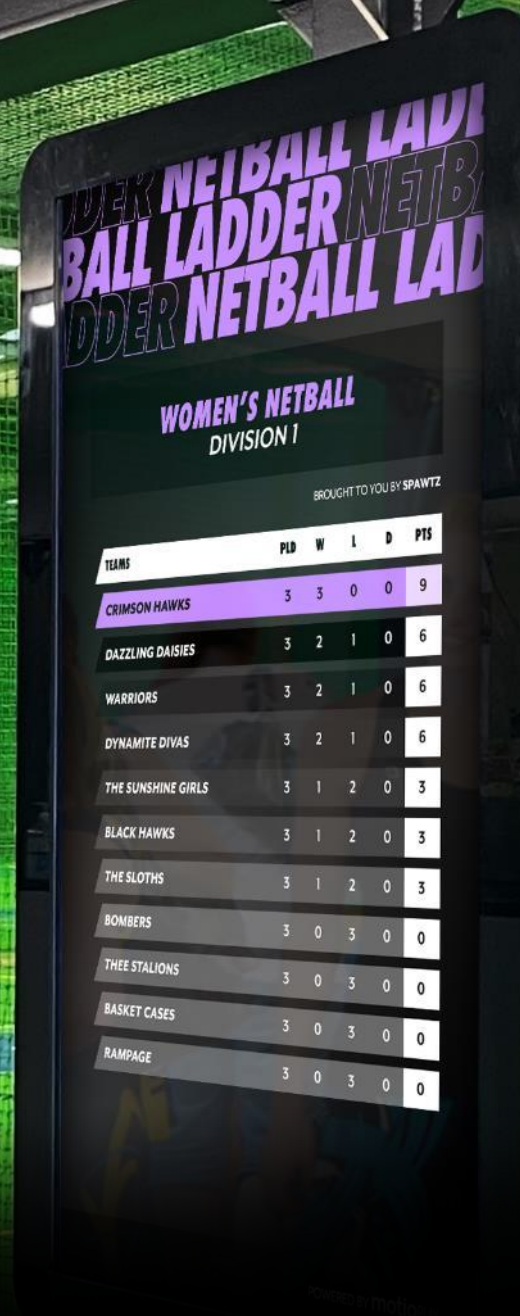 DDER NETBALL LADD
BALL LADDER NETB
DDER NETBALL LAD
WOMEN'S NETBALL
DIVISION 1
BROUGHT TO YOU BY SPAWTZ
TEAMS PLD W L D PTS
CRIMSON HAWKS 3 3 0 0 9
DAZZLING DAISIES 3 2 1 0 6
WARRIORS 3 2 1 0 6
DYNAMITE DIVAS 3 2 1 0 6
THE SUNSHINE GIRLS 3 1 2 0 3
BLACK HAWKS 3 1 2 0 3
THE SLOTHS 3 1 2 0 3
BOMBERS 3 0 3 0 0
THEE STALIONS 3 0 3 0 0
BASKET CASES 3 0 3 0 0
RAMPAGE 3 0 3 0 0
POWERED BY motio